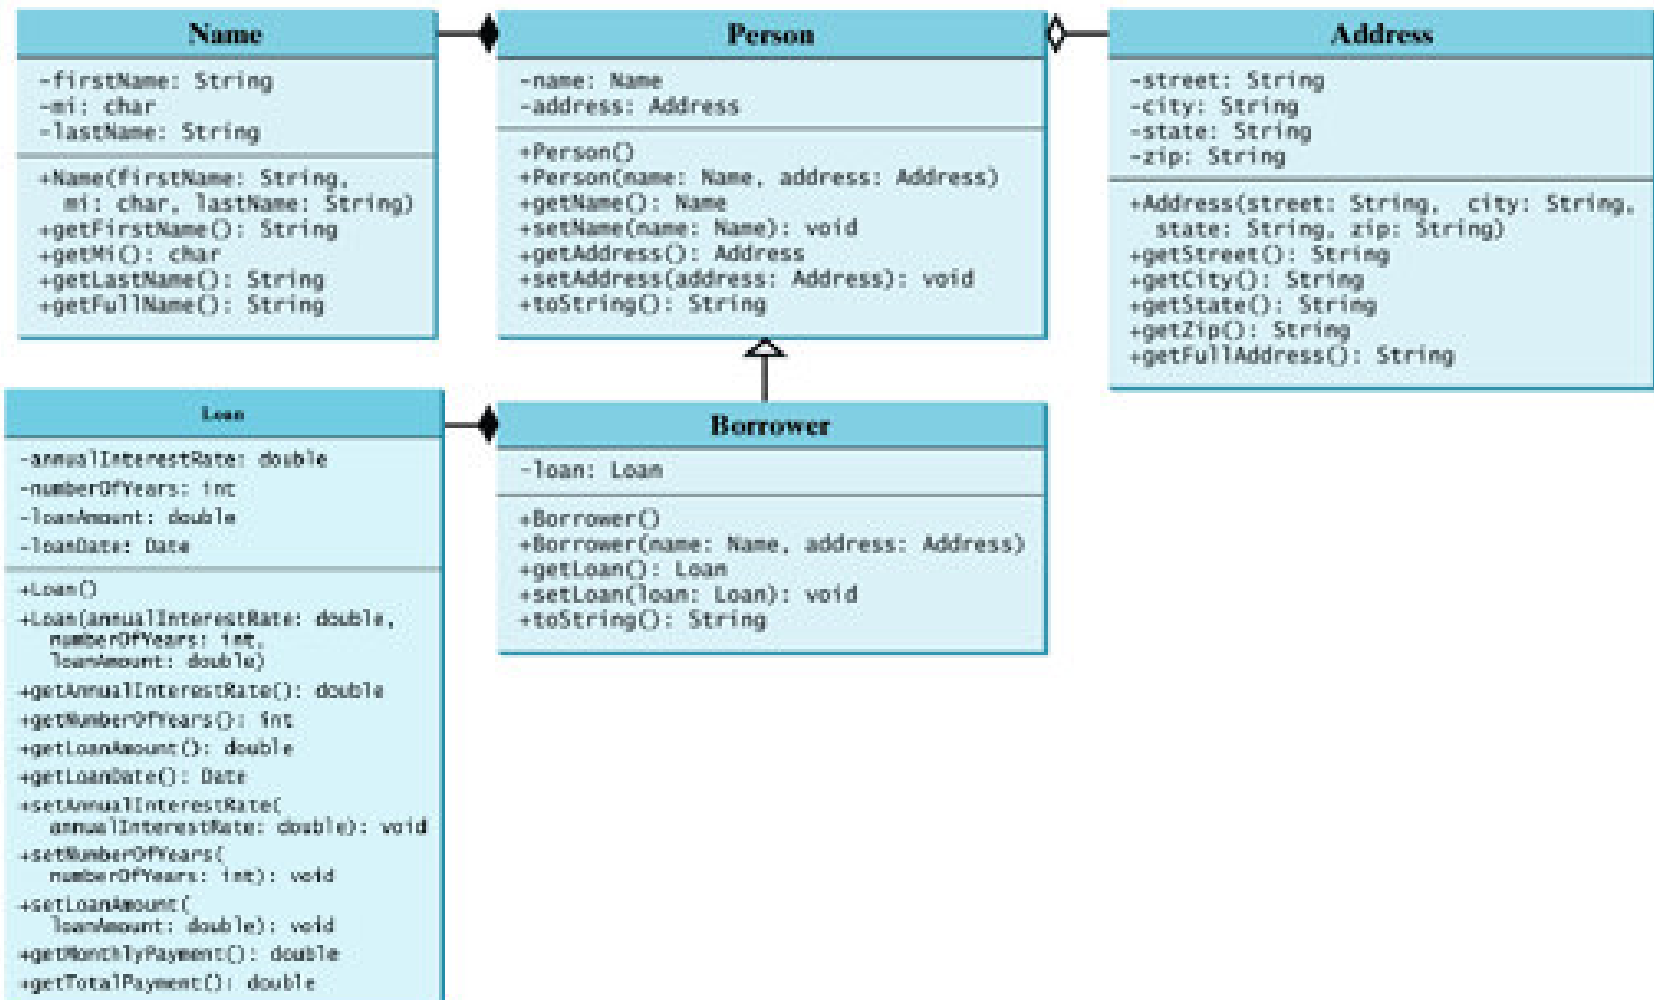 Name
-firstName: String
-mi: char
-lastName: String
+Name(firstName: String,
mi: char, lastName: String)
+getFirstName(): String
+getMi(): char
+getLastName(): String
+getFullName(): String
Person
-name: Name
-address: Address
+Person()
+Person(name: Name, address: Address)
+getName(): Name
+setName(name: Name): void
+getAddress(): Address
+setAddress(address: Address): void
+toString(): String
Address
-street: String
-city: String
-state: String
-zip: String
+Address(street: String, city: String,
state: String, zip: String)
+getStreet(): String
+getCity(): String
+getState(): String
+getZip(): String
+getFullAddress(): String
Loan
-annualInterestRate: double
-numberOfYears: int
-loanAmount: double
-loanDate: Date
+Loan()
+Loan(annualInterestRate: double,
numberOfYears: int,
loanAmount: double)
+getAnnualInterestRate(): double
+getNumberOfYears(): int
+getLoanAmount(): double
+getLoanDate(): Date
+setAnnualInterestRate(
annualInterestRate: double): void
+setNumberOfYears(
numberOfYears: int): void
+setLoanAmount(
loanAmount: double): void
+getMonthlyPayment(): double
+getTotalPayment(): double
Borrower
-loan: Loan
+Borrower()
+Borrower(name: Name, address: Address)
+getLoan(): Loan
+setLoan(loan: Loan): void
+toString(): String